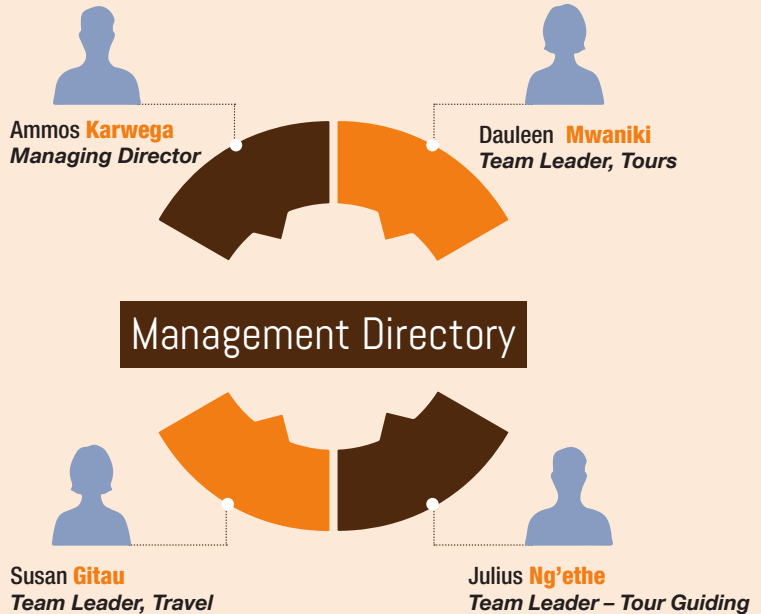 Ammos Karwega
Managing Director
Dauleen Mwaniki
Team Leader, Tours
Management Directory
Susan Gitau
Team Leader, Travel
Julius Ng'ethe
Team Leader – Tour Guiding